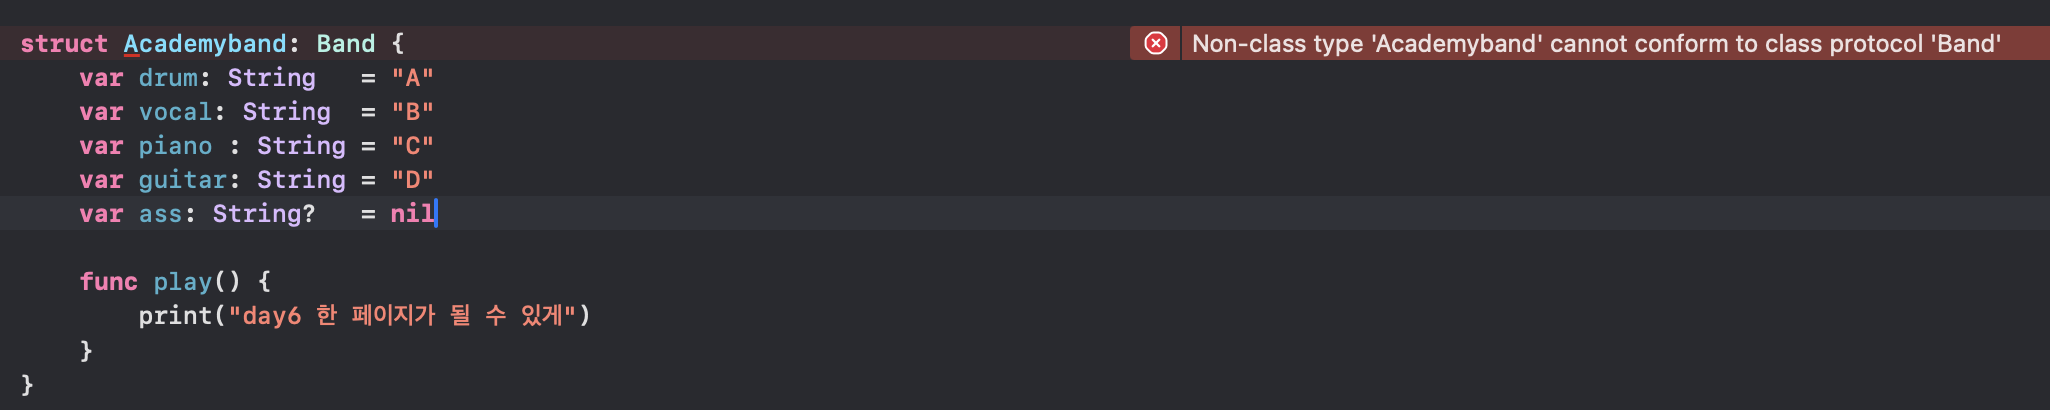 struct Academyband: Band {
Non-class type 'Academyband' cannot conform to class protocol 'Band'
var drum: String   = "A"
var vocal: String  = "B"
var piano : String = "C"
var guitar: String = "D"
var ass: String?   = nil
func play() {
print("day6 한 페이지가 될 수 있게")
}
}